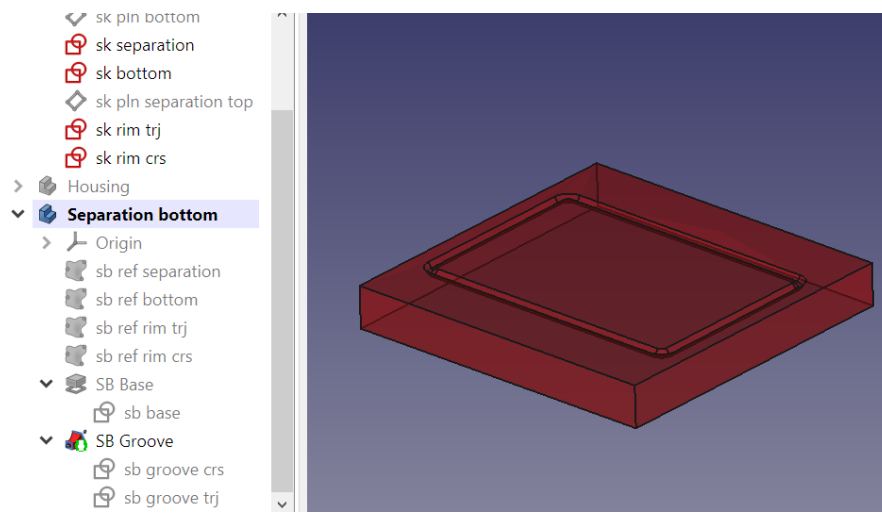 sk pln bottom
sk separation
sk bottom
sk pln separation top
sk rim trj
sk rim crs
Housing
Separation bottom
Origin
sb ref separation
sb ref bottom
sb ref rim trj
sb ref rim crs
SB Base
sb base
SB Groove
sb groove crs
sb groove trj